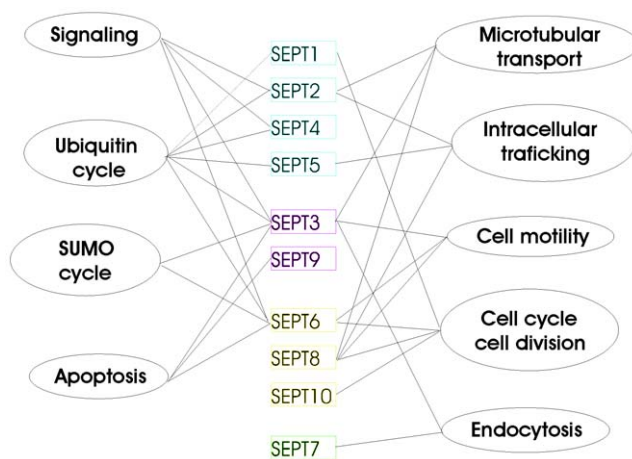 Signaling
Ubiquitin
cycle
SUMO
cycle
Apoptosis
SEPT1
SEPT2
SEPT4
SEPT5
SEPT3
SEPT9
SEPT6
SEPT8
SEPT10
SEPT7
Microtubular
transport
Intracellular
traficking
Cell motility
Cell cycle
cell division
Endocytosis